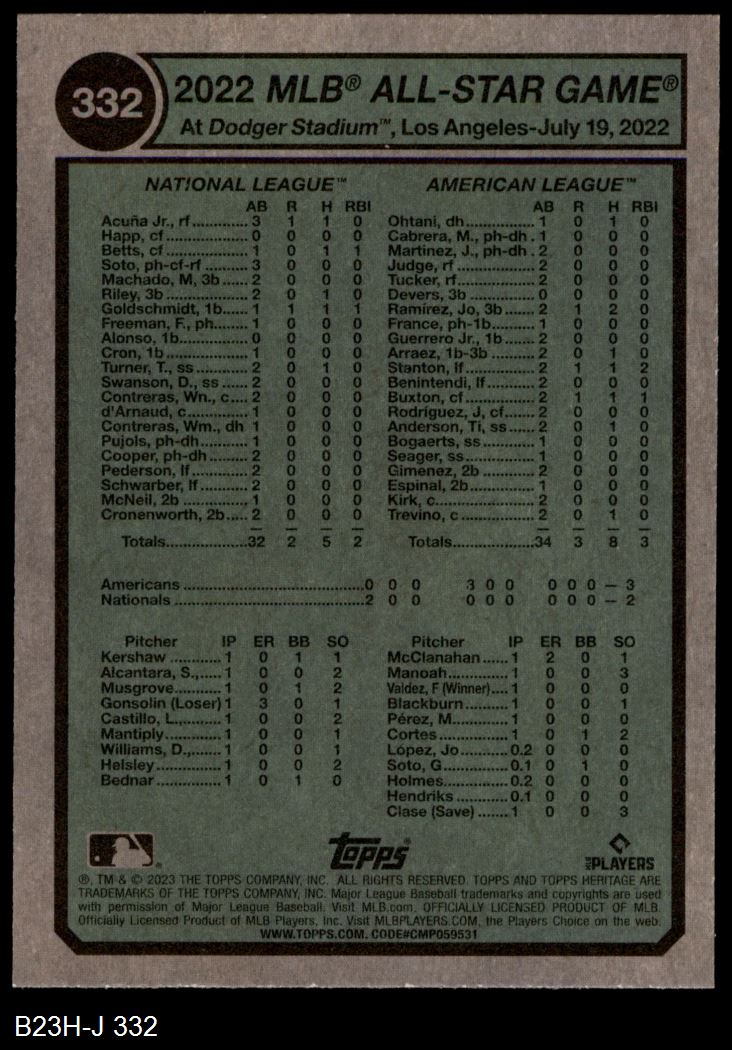 332
2022 MLB® ALL-STAR GAME®
At Dodger Stadium™, Los Angeles-July 19, 2022
NATIONAL LEAGUE™
AB R H RBI
Acuña Jr., rf............. 3 1 1 0
Happ, cf................... 0 0 0 0
Betts, cf.................... 1 0 1 1
Soto, ph-cf-rf .......... 3 0 0 0
Machado, M, 3b ..... 2 0 0 0
Riley, 3b ................... 2 0 1 0
Goldschmidt, 1b...... 1 1 1 1
Freeman, F., ph....... 1 0 0 0
Alonso, 1b................ 0 0 0 0
Cron, 1b................... 1 0 0 0
Turner, T., ss ........... 2 0 1 0
Swanson, D., ss ...... 2 0 0 0
Contreras, Wn., c.... 2 0 0 0
d'Arnaud, c.............. 1 0 0 0
Contreras, Wm., dh 1 0 0 0
Pujols, ph-dh........... 1 0 0 0
Cooper, ph-dh......... 2 0 0 0
Pederson, lf............. 2 0 0 0
Schwarber, lf........... 2 0 0 0
McNeil, 2b ............... 1 0 0 0
Cronenworth, 2b..... 2 0 0 0
Totals....................32 2 5 2
AMERICAN LEAGUE™
AB R H RBI
Ohtani, dh................. 1 0 1 0
Cabrera, M., ph-dh . 1 0 0 0
Martinez, J., ph-dh . 2 0 0 0
Judge, rf ................... 2 0 0 0
Tucker, rf................... 2 0 0 0
Devers, 3b ................ 0 0 0 0
Ramírez, Jo, 3b........ 2 1 2 0
France, ph-1b........... 1 0 0 0
Guerrero Jr., 1b........ 2 0 0 0
Arraez, 1b-3b ........... 2 0 1 0
Stanton, lf................. 2 1 1 2
Benintendi, lf............ 2 0 0 0
Buxton, cf.................. 2 1 1 1
Rodríguez, J, cf........ 2 0 0 0
Anderson, Ti, ss ....... 2 0 1 0
Bogaerts, ss.............. 1 0 0 0
Seager, ss................. 1 0 0 0
Gimenez, 2b ............. 2 0 0 0
Espinal, 2b................ 1 0 0 0
Kirk, c........................ 2 0 0 0
Trevino, c.................. 2 0 1 0
Totals....................34 3 8 3
Americans ..........................................0 0 0 3 0 0 0 0 0 — 3
Nationals ............................................2 0 0 0 0 0 0 0 0 — 2
Pitcher IP ER BB SO
Kershaw ............ 1 0 1 1
Alcantara, S.,..... 1 0 0 2
Musgrove.......... 1 0 1 2
Gonsolin (Loser) 1 3 0 1
Castillo, L.,......... 1 0 0 2
Mantiply............. 1 0 0 1
Williams, D.,....... 1 0 0 1
Helsley............... 1 0 0 2
Bednar............... 1 0 1 0
Pitcher IP ER BB SO
McClanahan ...... 1 2 0 1
Manoah.............. 1 0 0 3
Valdez, F (Winner).... 1 0 0 0
Blackburn........... 1 0 0 1
Pérez, M............. 1 0 0 0
Cortes ................ 1 0 1 2
López, Jo........... 0.2 0 0 0
Soto, G............... 0.1 0 1 0
Holmes............... 0.2 0 0 0
Hendriks ............ 0.1 0 0 0
Clase (Save) ....... 1 0 0 3
Topps
MLB PLAYERS
®, TM & © 2023 THE TOPPS COMPANY, INC. ALL RIGHTS RESERVED. TOPPS AND TOPPS HERITAGE ARE
TRADEMARKS OF THE TOPPS COMPANY, INC. Major League Baseball trademarks and copyrights are used
with permission of Major League Baseball. Visit MLB.com. OFFICIALLY LICENSED PRODUCT OF MLB
Officially Licensed Product of MLB Players, Inc. Visit MLBPLAYERS.COM, the Players Choice on the web.
WWW.TOPPS.COM. CODE#CMP059531
B23H-J 332